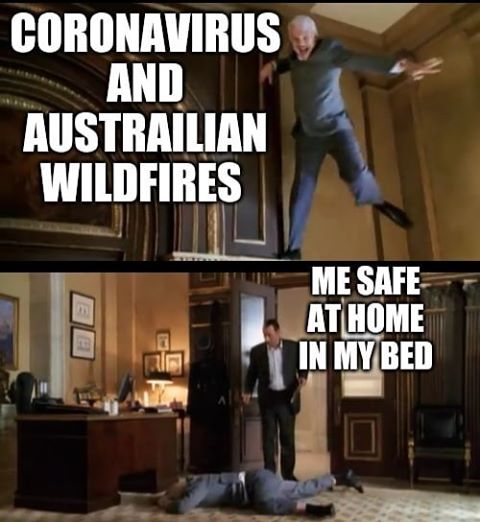 CORONAVIRUS
AND
AUSTRAILIAN
WILDFIRES
ME SAFE
AT HOME
IN MY BED